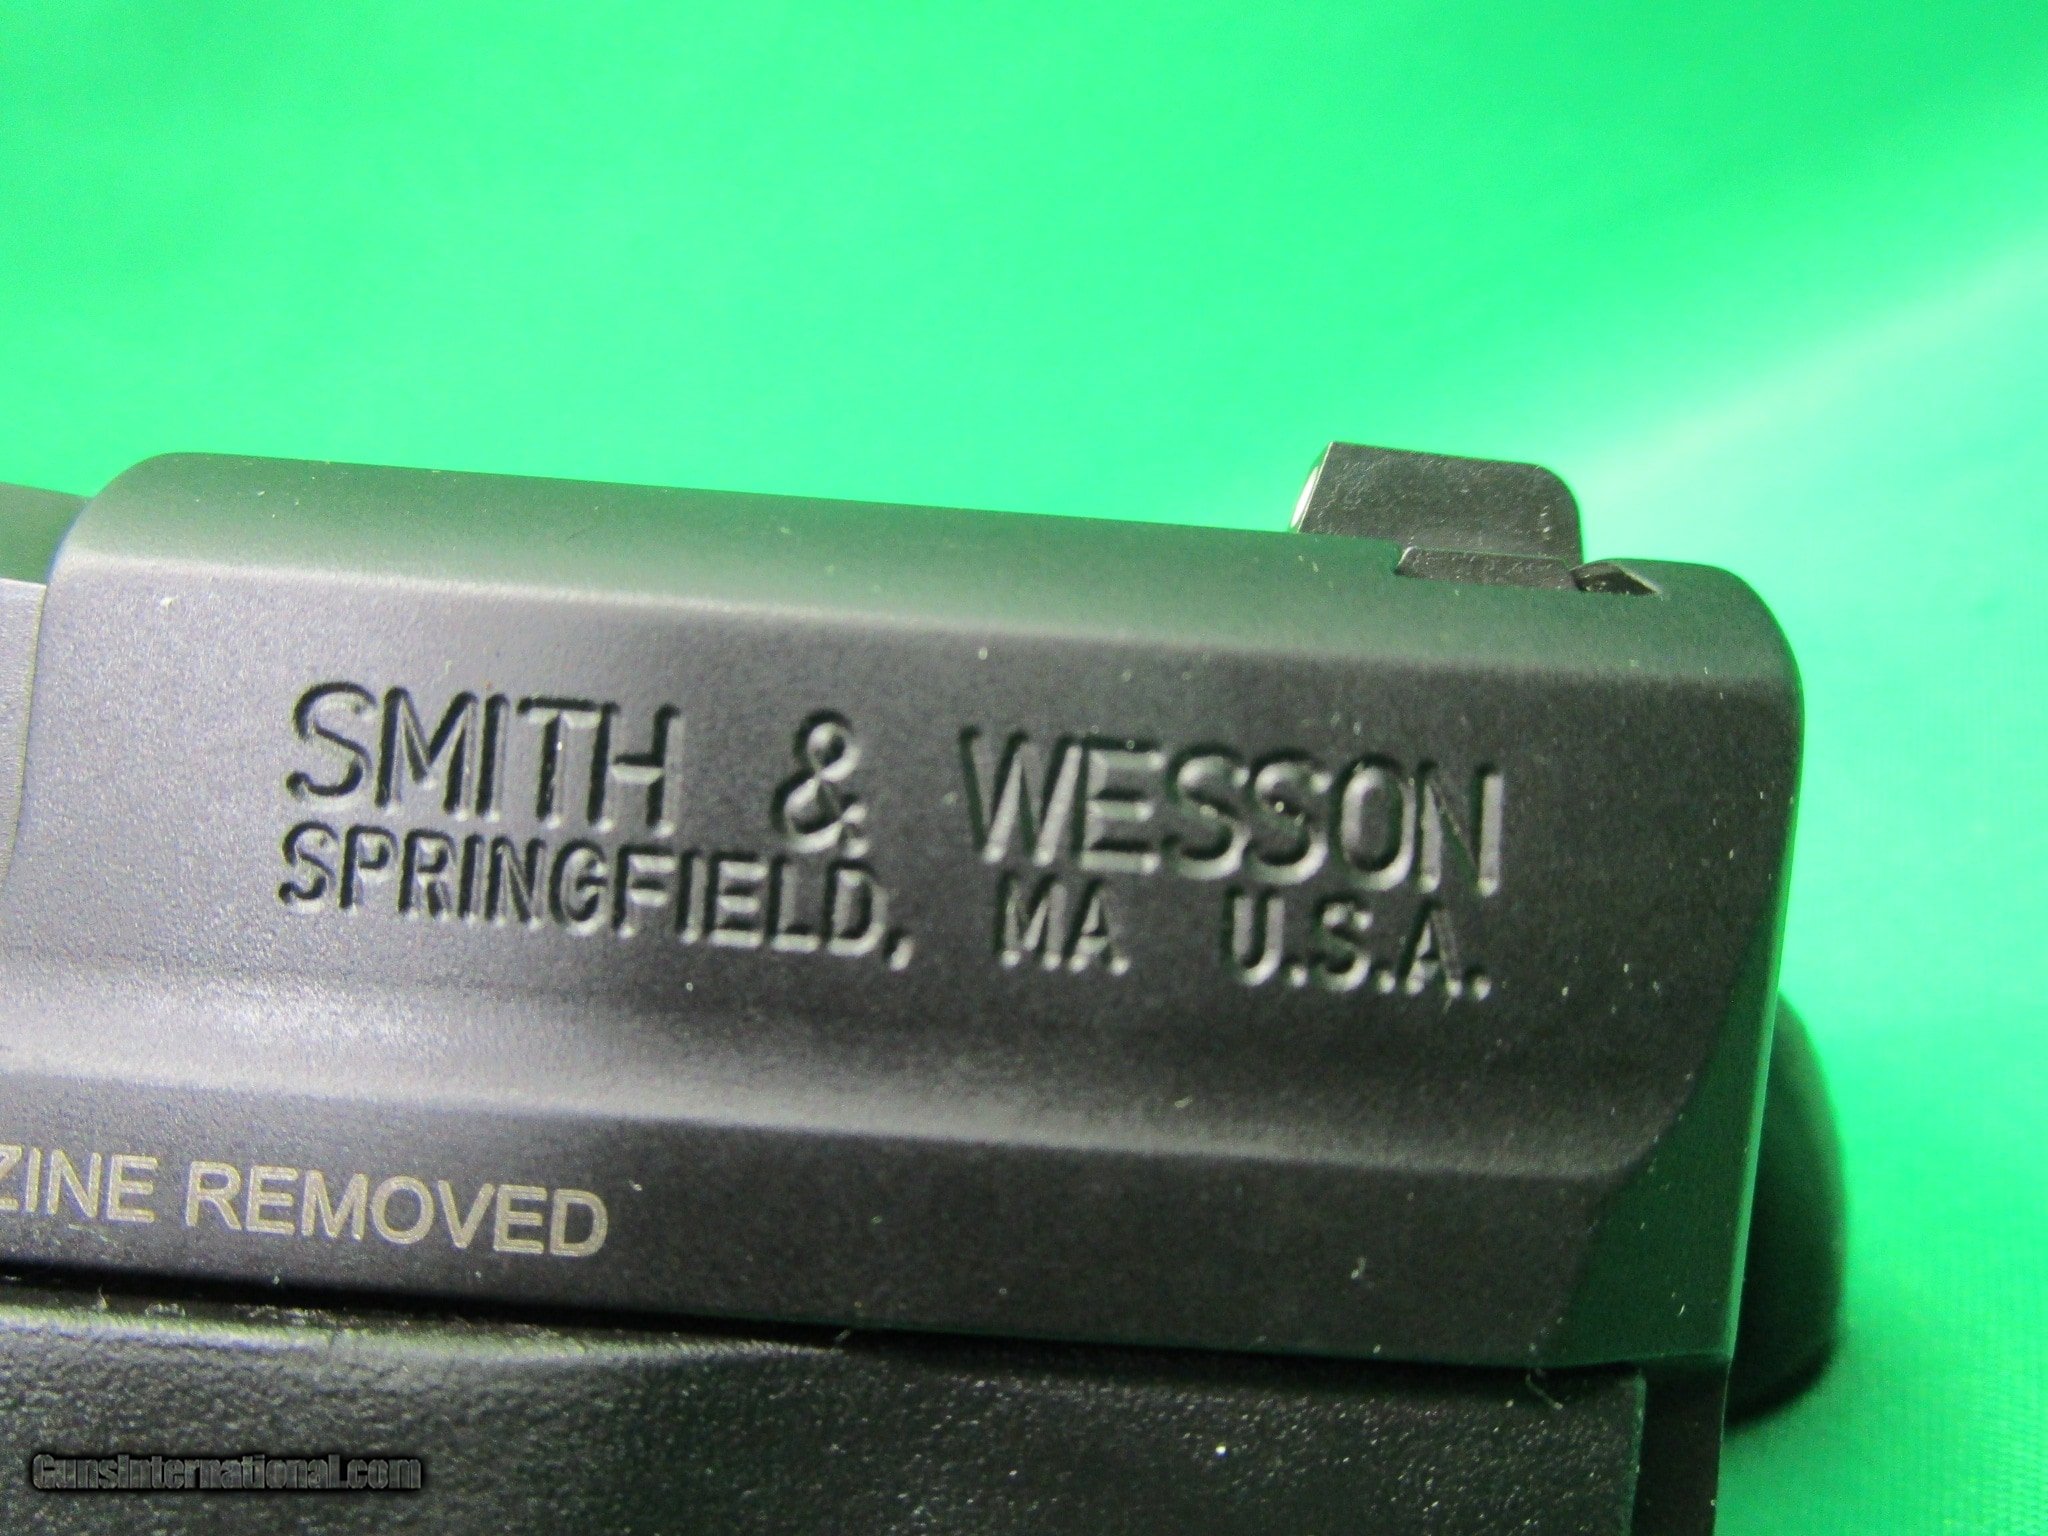 SMITH & WESSON
SPRINGFIELD, MA U.S.A.
ZINE REMOVED
GunsInternational.com